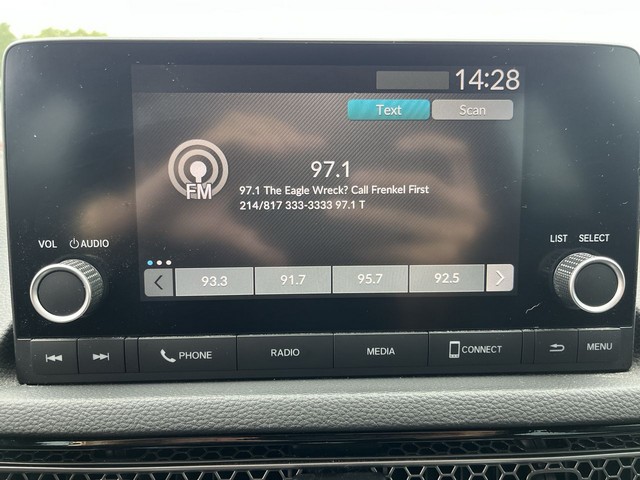 14:28
Text Scan
FM
97.1
97.1 The Eagle Wreck? Call Frenkel First
214/817 333-3333 97.1 T
VOL AUDIO
LIST SELECT
93.3 91.7 95.7 92.5
PHONE RADIO MEDIA CONNECT MENU